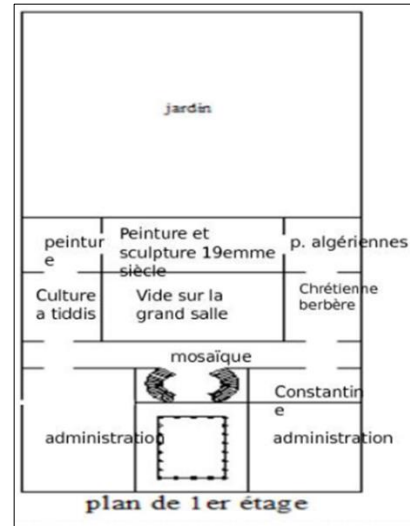 jardin
peintur
e
Peinture et
sculpture 19emme
siècle
p. algériennes
Culture
a tiddis
Vide sur la
grand salle
Chrétienne
berbère
mosaïque
Constantin
e
administratio
administration
plan de 1er étage